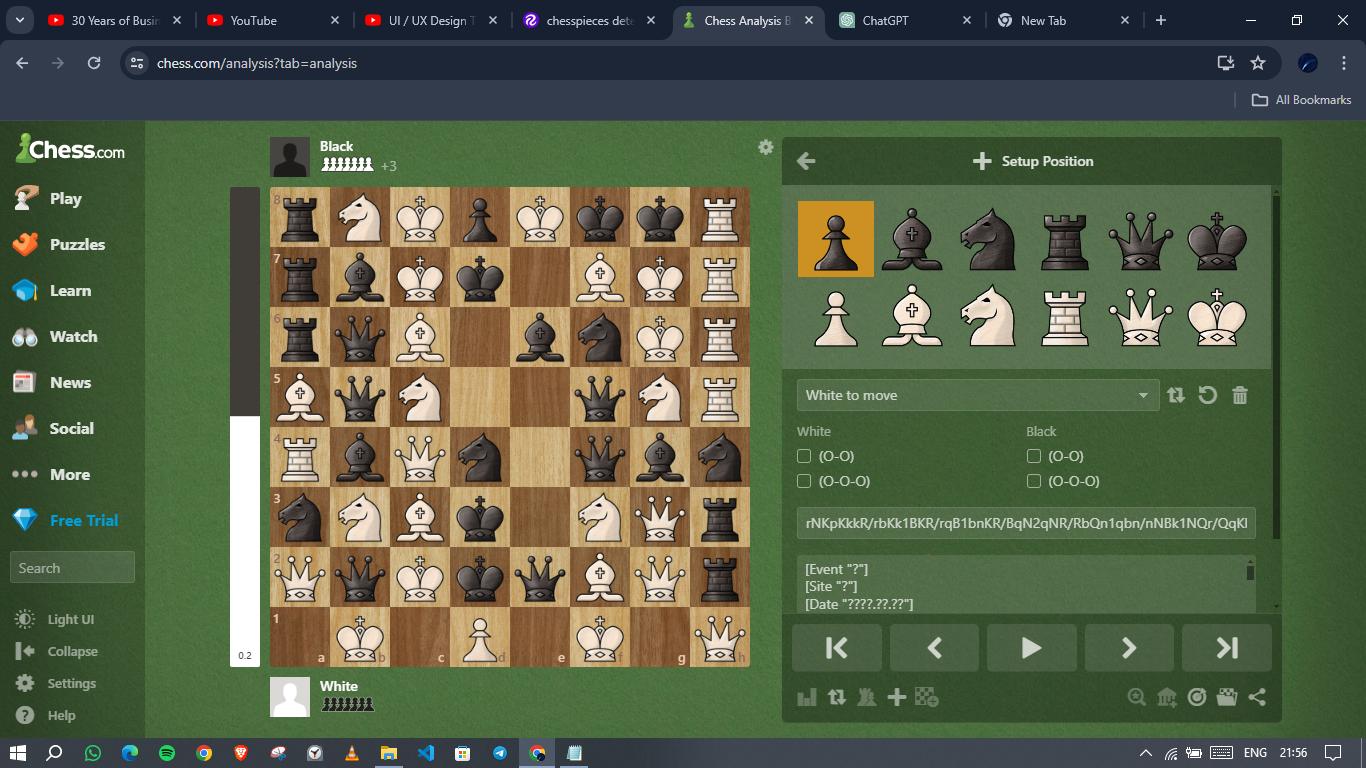 30 Years of Busin
YouTube
UI / UX Design T
chesspieces dete
Chess Analysis B
ChatGPT
New Tab
chess.com/analysis?tab=analysis
All Bookmarks
Chess.com
Play
Puzzles
Learn
Watch
News
Social
More
Free Trial
Search
Light UI
Collapse
Settings
Help
Black
+3
8
7
6
5
4
3
2
1
a b c d e f g h
0.2
White
Setup Position
White to move
White
Black
(O-O)
(O-O)
(O-O-O)
(O-O-O)
rNKpKkkR/rbKk1BKR/rqB1bnKR/BqN2qNR/RbQn1qbn/nNBk1NQr/QqKl
[Event "?"]
[Site "?"]
[Date "????.??.??"]
ENG
21:56